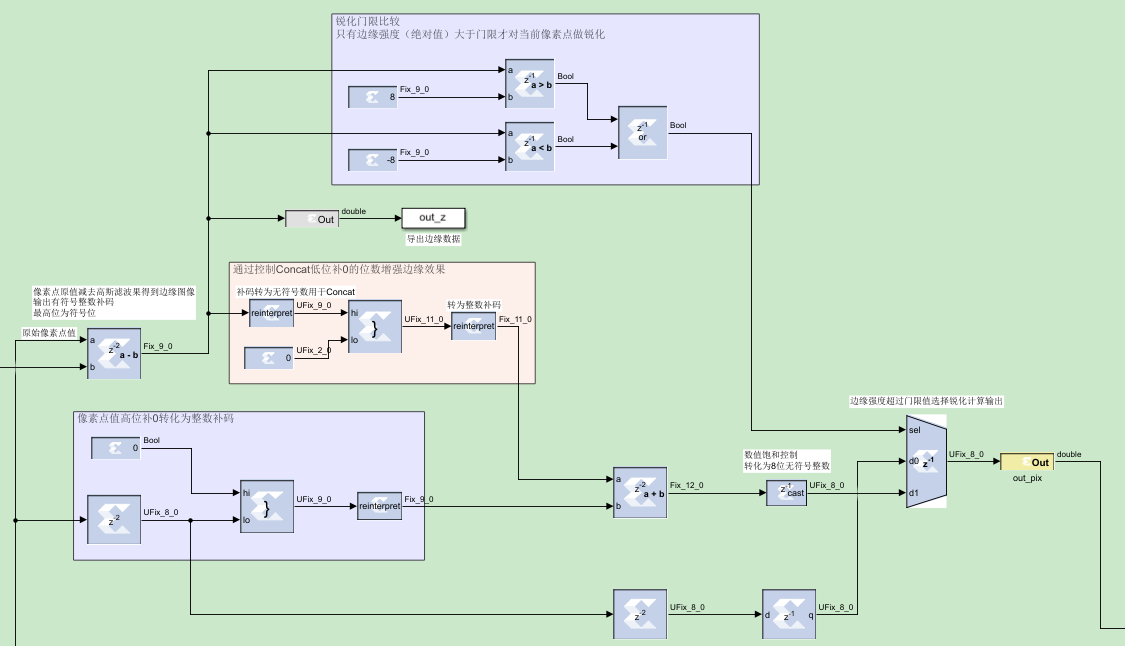 锐化门限比较
只有边缘强度（绝对值）大于门限才对当前像素点做锐化
a
b
z-1
a > b
Bool
8
Fix_9_0
a
b
z-1
a < b
Bool
-8
Fix_9_0
z-1
or
Bool
Out
double
out_z
导出边缘数据
通过控制Concat低位补0的位数增强边缘效果
补码转为无符号数用于Concat
reinterpret
UFix_9_0
hi
lo
}
0
UFix_2_0
UFix_11_0
转为整数补码
reinterpret
Fix_11_0
像素点原值减去高斯滤波果得到边缘图像
输出有符号整数补码
最高位为符号位
原始像素点值
a
b
z-2
a - b
Fix_9_0
像素点值高位补0转化为整数补码
0
Bool
z-2
UFix_8_0
hi
lo
}
UFix_9_0
reinterpret
Fix_9_0
a
b
z-2
a + b
Fix_12_0
数值饱和控制
转化为8位无符号整数
z-1
cast
UFix_8_0
边缘强度超过门限值选择锐化计算输出
sel
d0
d1
z-1
UFix_8_0
Out
double
out_pix
z-2
UFix_8_0
d
z-1
q
UFix_8_0